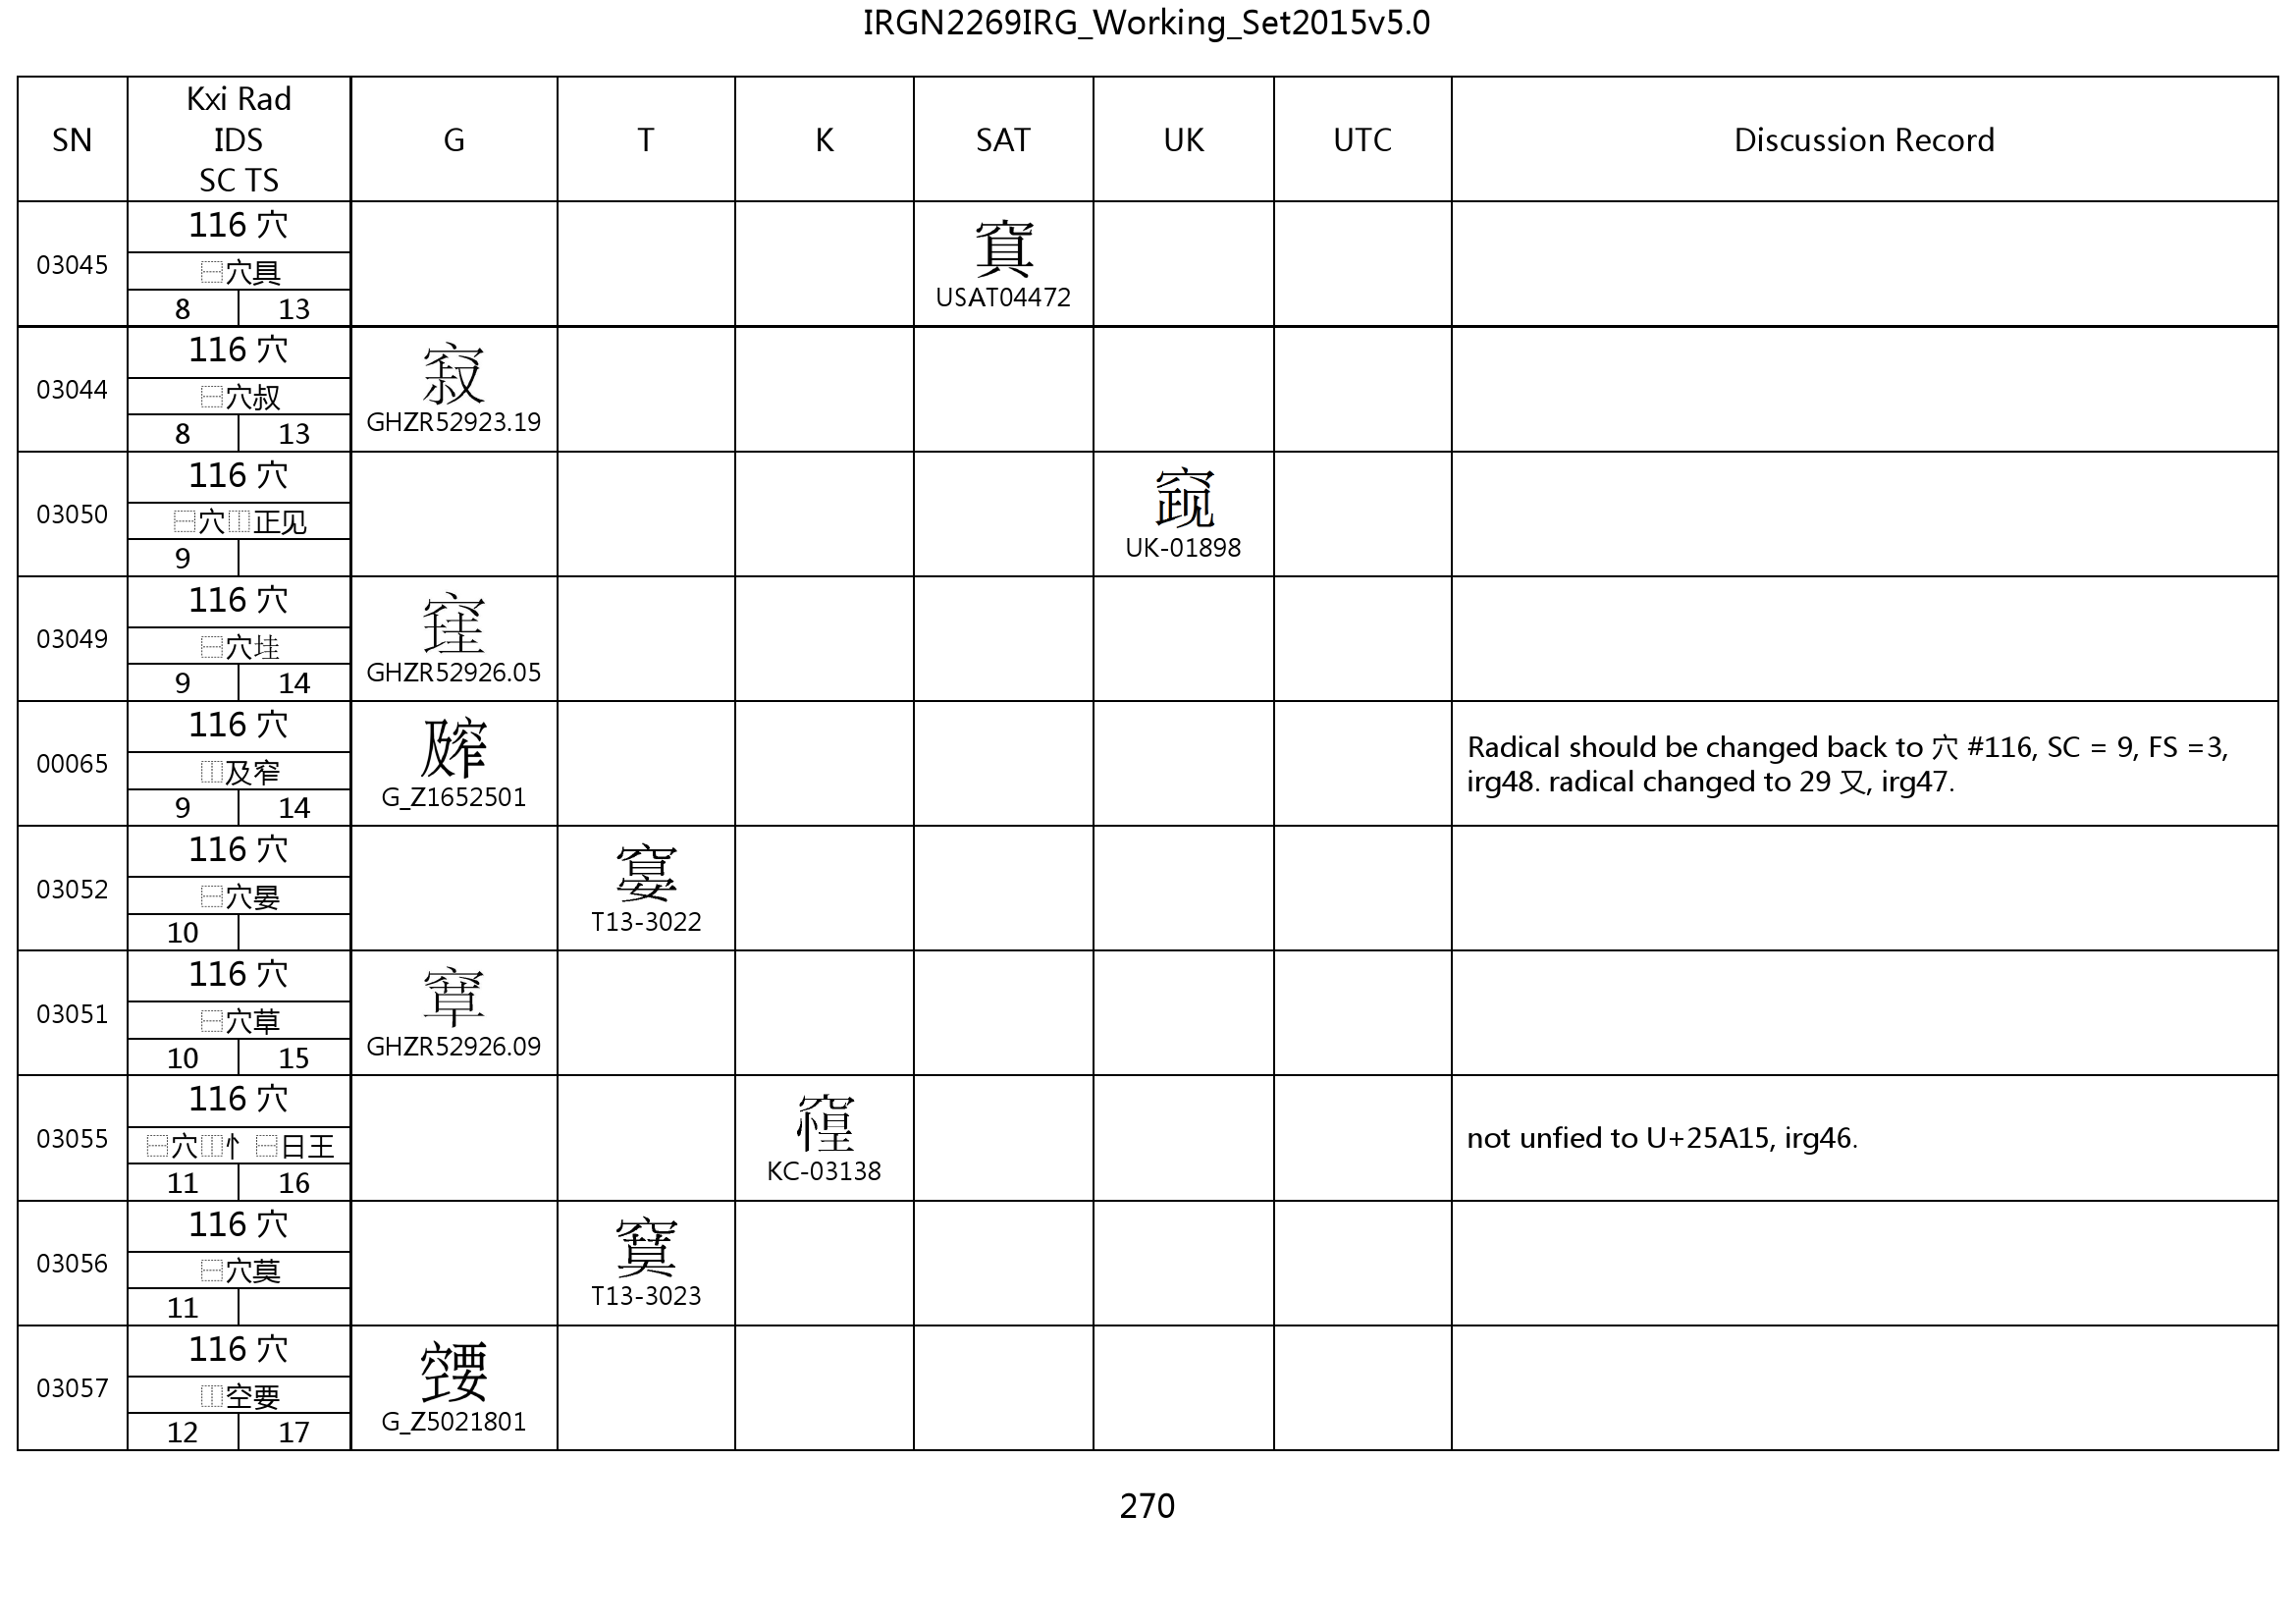 IRGN2269IRG_Working_Set2015v5.0
SN
Kxi Rad
IDS
SC TS
G
T
K
SAT
UK
UTC
Discussion Record
03045
116 穴
⿱穴具
8 13
USAT04472
03044
116 穴
⿱穴叔
8 13
GHZR52923.19
03050
116 穴
⿱穴⿰正见
9
UK-01898
03049
116 穴
⿱穴㘶
9 14
GHZR52926.05
00065
116 穴
⿰及窄
9 14
G_Z1652501
Radical should be changed back to 穴 #116, SC = 9, FS =3,
irg48. radical changed to 29 又, irg47.
03052
116 穴
⿱穴晏
10
T13-3022
03051
116 穴
⿱穴草
10 15
GHZR52926.09
03055
116 穴
⿱穴⿰忄⿱日王
11 16
KC-03138
not unfied to U+25A15, irg46.
03056
116 穴
⿱穴莫
11
T13-3023
03057
116 穴
⿰空要
12 17
G_Z5021801
270